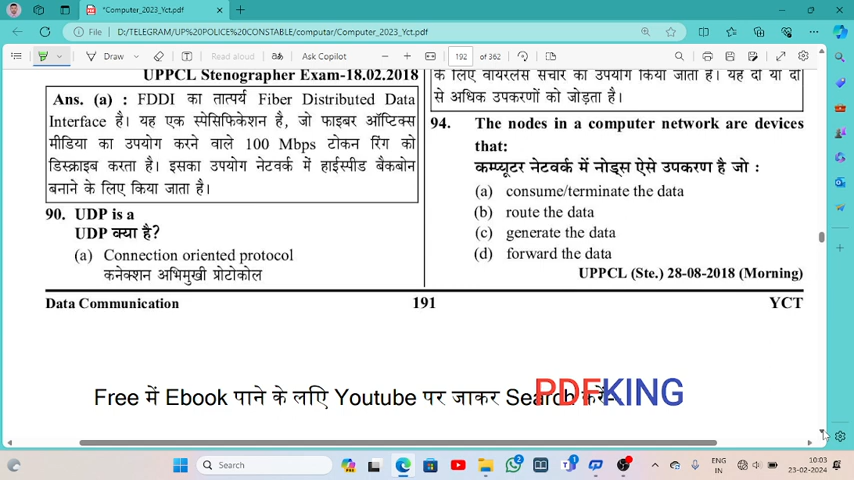 *Computer_2023_Yct.pdf
File D:/TELEGRAM/UP%20POLICE%20CONSTABLE/computar/Computer_2023_Yct.pdf
Draw Read aloud Ask Copilot 192 of 362
UPPCL Stenographer Exam-18.02.2018
Ans. (a) : FDDI का तात्पर्य Fiber Distributed Data
Interface है। यह एक स्पेसिफिकेशन है, जो फाइबर ऑप्टिक्स
मीडिया का उपयोग करने वाले 100 Mbps टोकन रिंग को
डिस्क्राइब करता है। इसका उपयोग नेटवर्क में हाईस्पीड बैकबोन
बनाने के लिए किया जाता है।
90. UDP is a
UDP क्या है?
(a) Connection oriented protocol
कनेक्शन अभिमुखी प्रोटोकोल
के लिए वायरलेस संचार का उपयोग किया जाता है। यह दो या दो
से अधिक उपकरणों को जोड़ता है।
94. The nodes in a computer network are devices
that:
कम्प्यूटर नेटवर्क में नोड्स ऐसे उपकरण है जो :
(a) consume/terminate the data
(b) route the data
(c) generate the data
(d) forward the data
UPPCL (Ste.) 28-08-2018 (Morning)
Data Communication 191 YCT
Free में Ebook पाने के लिए Youtube पर जाकर Search करें
PDFKING
Search
2
1
ENG
IN
10:03
23-02-2024